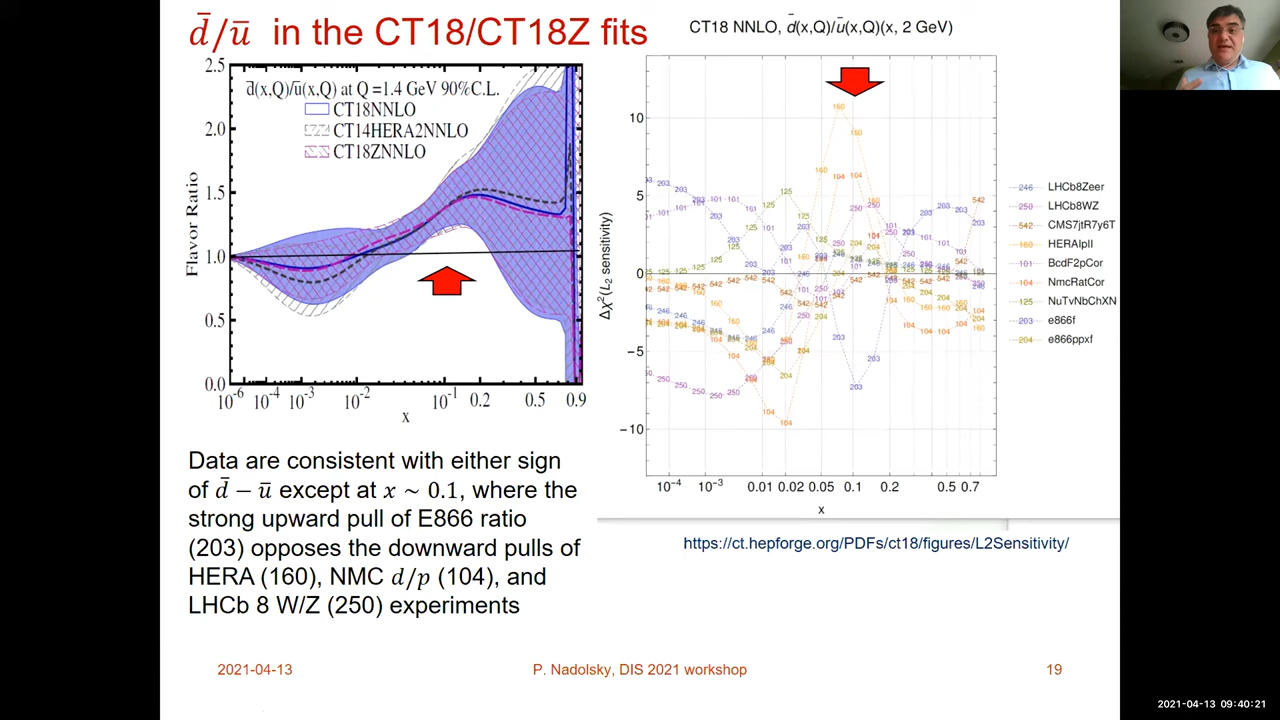 d̄/ū in the CT18/CT18Z fits
d̄(x,Q)/ū(x,Q) at Q =1.4 GeV 90%C.L.
CT18NNLO
CT14HERA2NNLO
CT18ZNNLO
Flavor Ratio
2.5
2.0
1.5
1.0
0.5
0.0
10⁻⁶ 10⁻⁴ 10⁻³ 10⁻² 10⁻¹ 0.2 0.5 0.9
x
CT18 NNLO, d̄(x,Q)/ū(x,Q)(x, 2 GeV)
Δχ²(L₂ sensitivity)
10
5
0
−5
−10
10⁻⁴ 10⁻³ 0.01 0.02 0.05 0.1 0.2 0.5 0.7
x
246 LHCb8Zeer
250 LHCb8WZ
542 CMS7jtR7y6T
160 HERAIpII
101 BcdF2pCor
104 NmcRatCor
125 NuTvNbChXN
203 e866f
204 e866ppxf
Data are consistent with either sign
of d̄ − ū except at x ~ 0.1, where the
strong upward pull of E866 ratio
(203) opposes the downward pulls of
HERA (160), NMC d/p (104), and
LHCb 8 W/Z (250) experiments
https://ct.hepforge.org/PDFs/ct18/figures/L2Sensitivity/
2021-04-13
P. Nadolsky, DIS 2021 workshop
19
2021-04-13 09:40:21